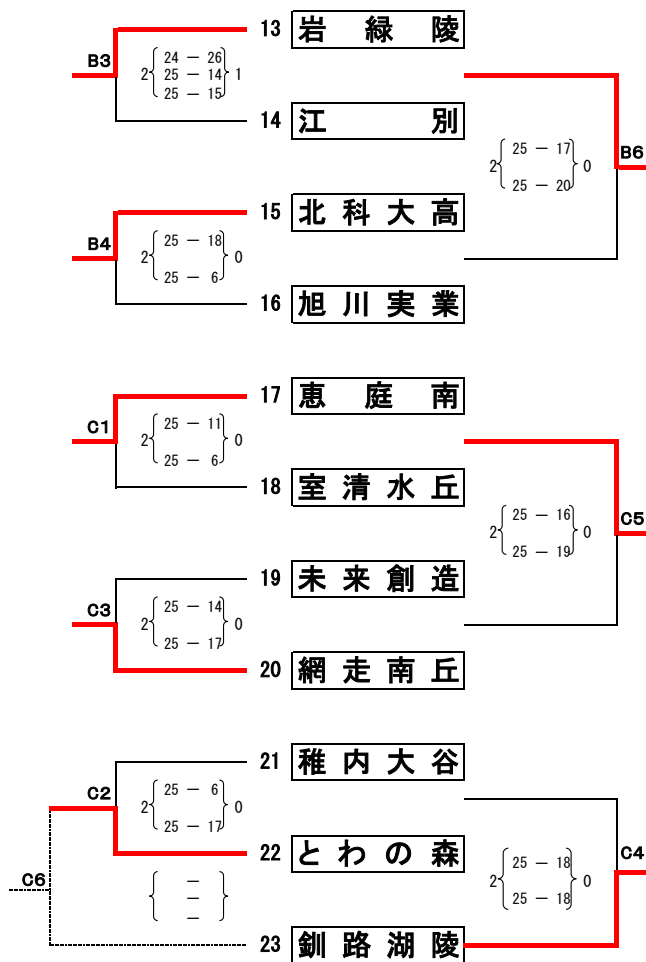 13 岩緑陵
B3
2 24 － 26 1
25 － 14
25 － 15
14 江別
B6
2 25 － 17 0
25 － 20
15 北科大高
B4
2 25 － 18 0
25 － 6
16 旭川実業
17 恵庭南
C1
2 25 － 11 0
25 － 6
18 室清水丘
C5
2 25 － 16 0
25 － 19
19 未来創造
C3
2 25 － 14 0
25 － 17
20 網走南丘
21 稚内大谷
C2
2 25 － 6 0
25 － 17
22 とわの森
C4
2 25 － 18 0
25 － 18
C6
－
－
－
23 釧路湖陵